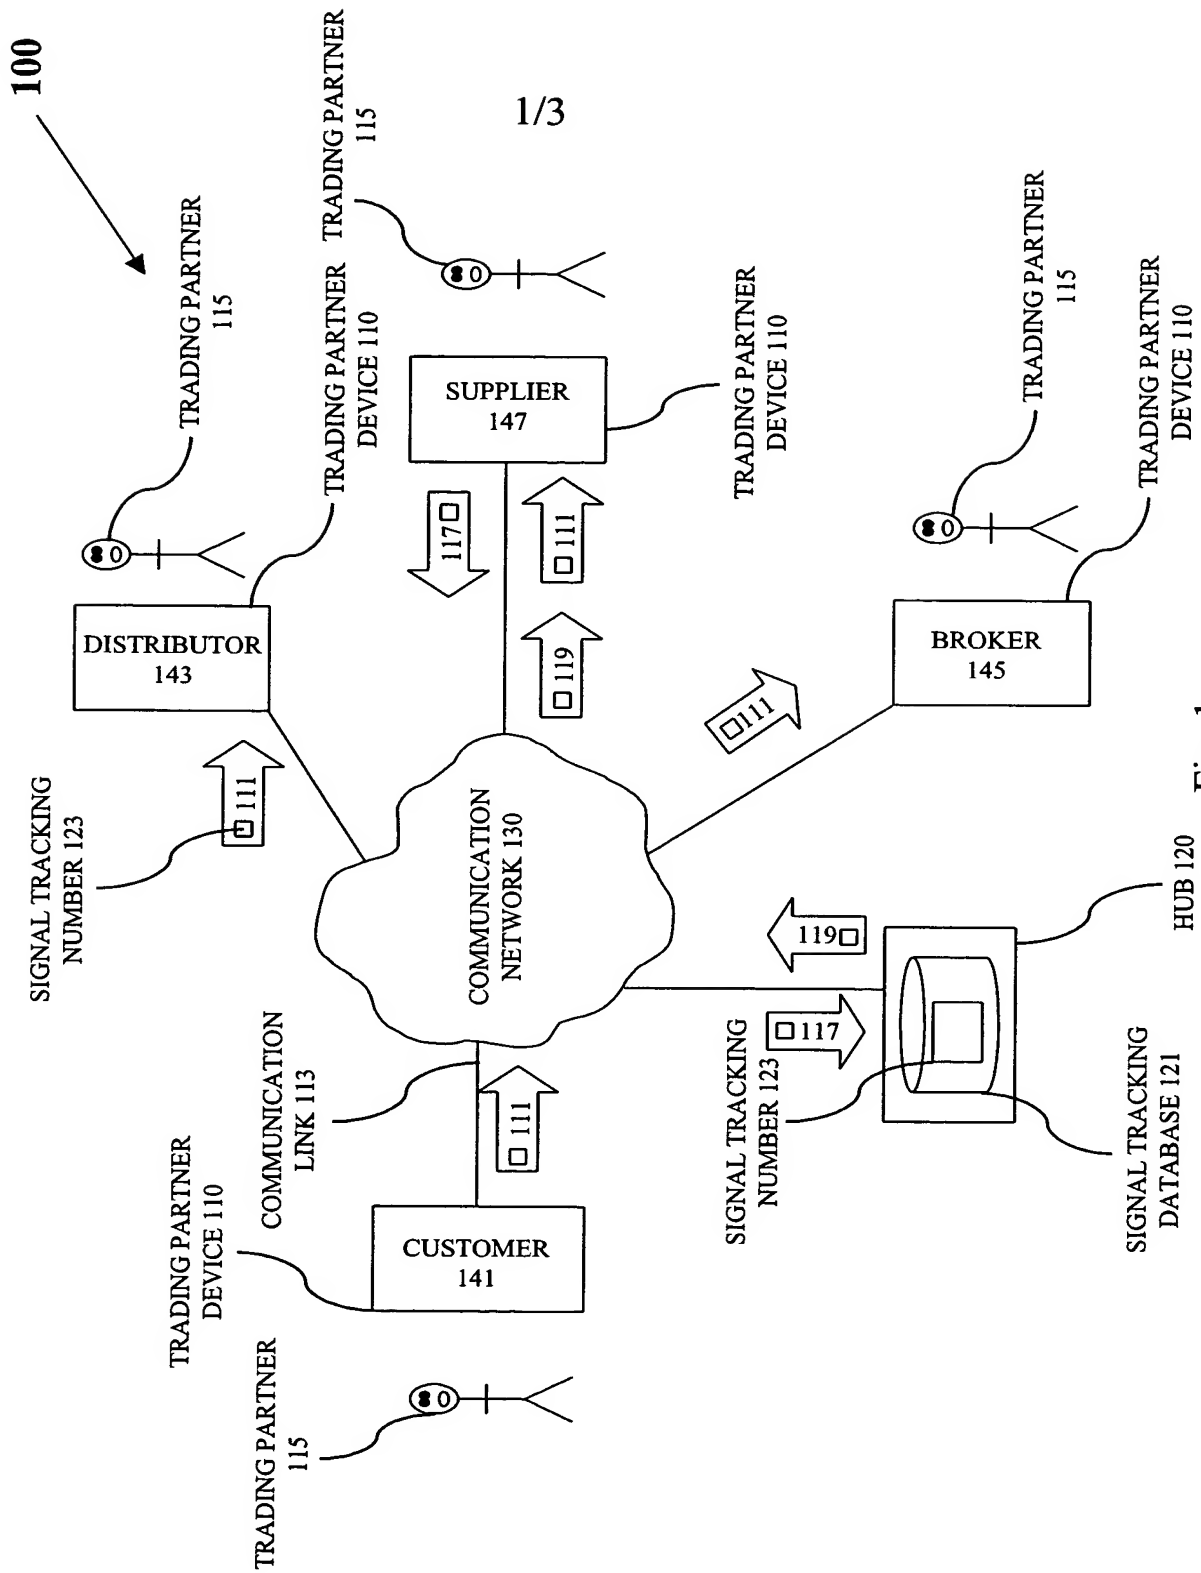 100
1/3
TRADING PARTNER
115
TRADING PARTNER
DEVICE 110
DISTRIBUTOR
143
SIGNAL TRACKING
NUMBER 123
111
TRADING PARTNER
115
SUPPLIER
147
TRADING PARTNER
DEVICE 110
117
111
119
COMMUNICATION
NETWORK 130
COMMUNICATION
LINK 113
111
TRADING PARTNER
DEVICE 110
CUSTOMER
141
TRADING PARTNER
115
TRADING PARTNER
115
TRADING PARTNER
DEVICE 110
BROKER
145
111
119
117
SIGNAL TRACKING
NUMBER 123
HUB 120
SIGNAL TRACKING
DATABASE 121